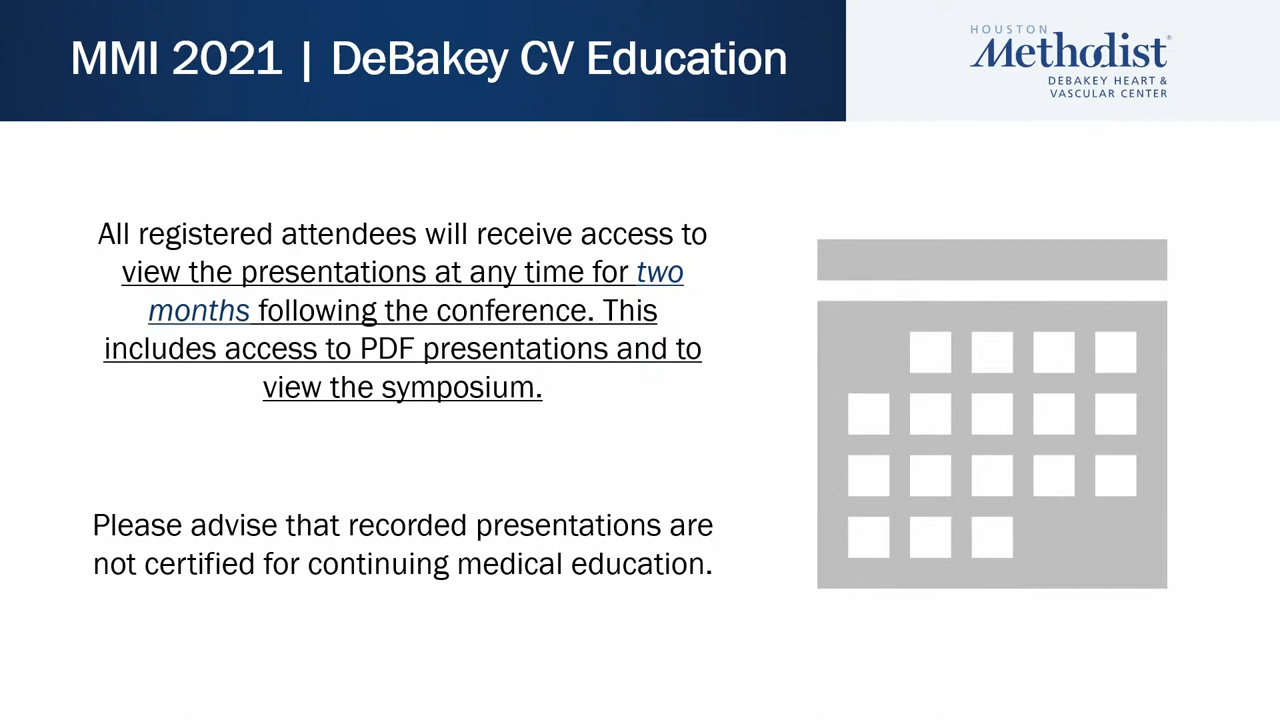 MMI 2021 | DeBakey CV Education
HOUSTON
Methodist®
DEBAKEY HEART &
VASCULAR CENTER
All registered attendees will receive access to
view the presentations at any time for two
months following the conference. This
includes access to PDF presentations and to
view the symposium.
Please advise that recorded presentations are
not certified for continuing medical education.